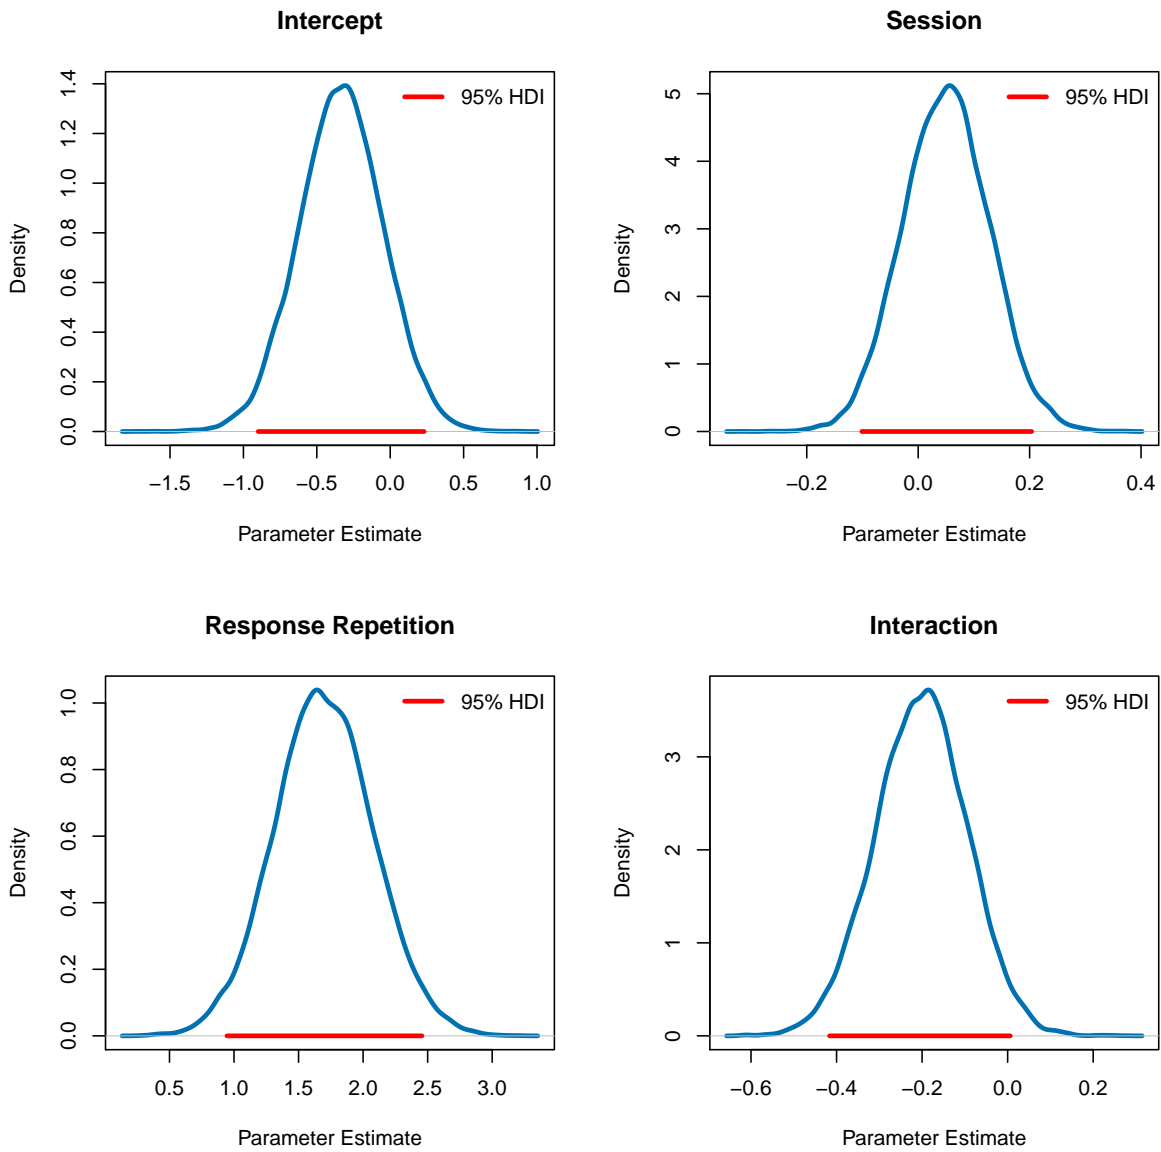 Intercept
1.4
1.2
1.0
0.8
0.6
0.4
0.2
0.0
Density
95% HDI
−1.5 −1.0 −0.5 0.0 0.5 1.0
Parameter Estimate
Session
5
4
3
2
1
0
Density
95% HDI
−0.2 0.0 0.2 0.4
Parameter Estimate
Response Repetition
1.0
0.8
0.6
0.4
0.2
0.0
Density
95% HDI
0.5 1.0 1.5 2.0 2.5 3.0
Parameter Estimate
Interaction
3
2
1
0
Density
95% HDI
−0.6 −0.4 −0.2 0.0 0.2
Parameter Estimate